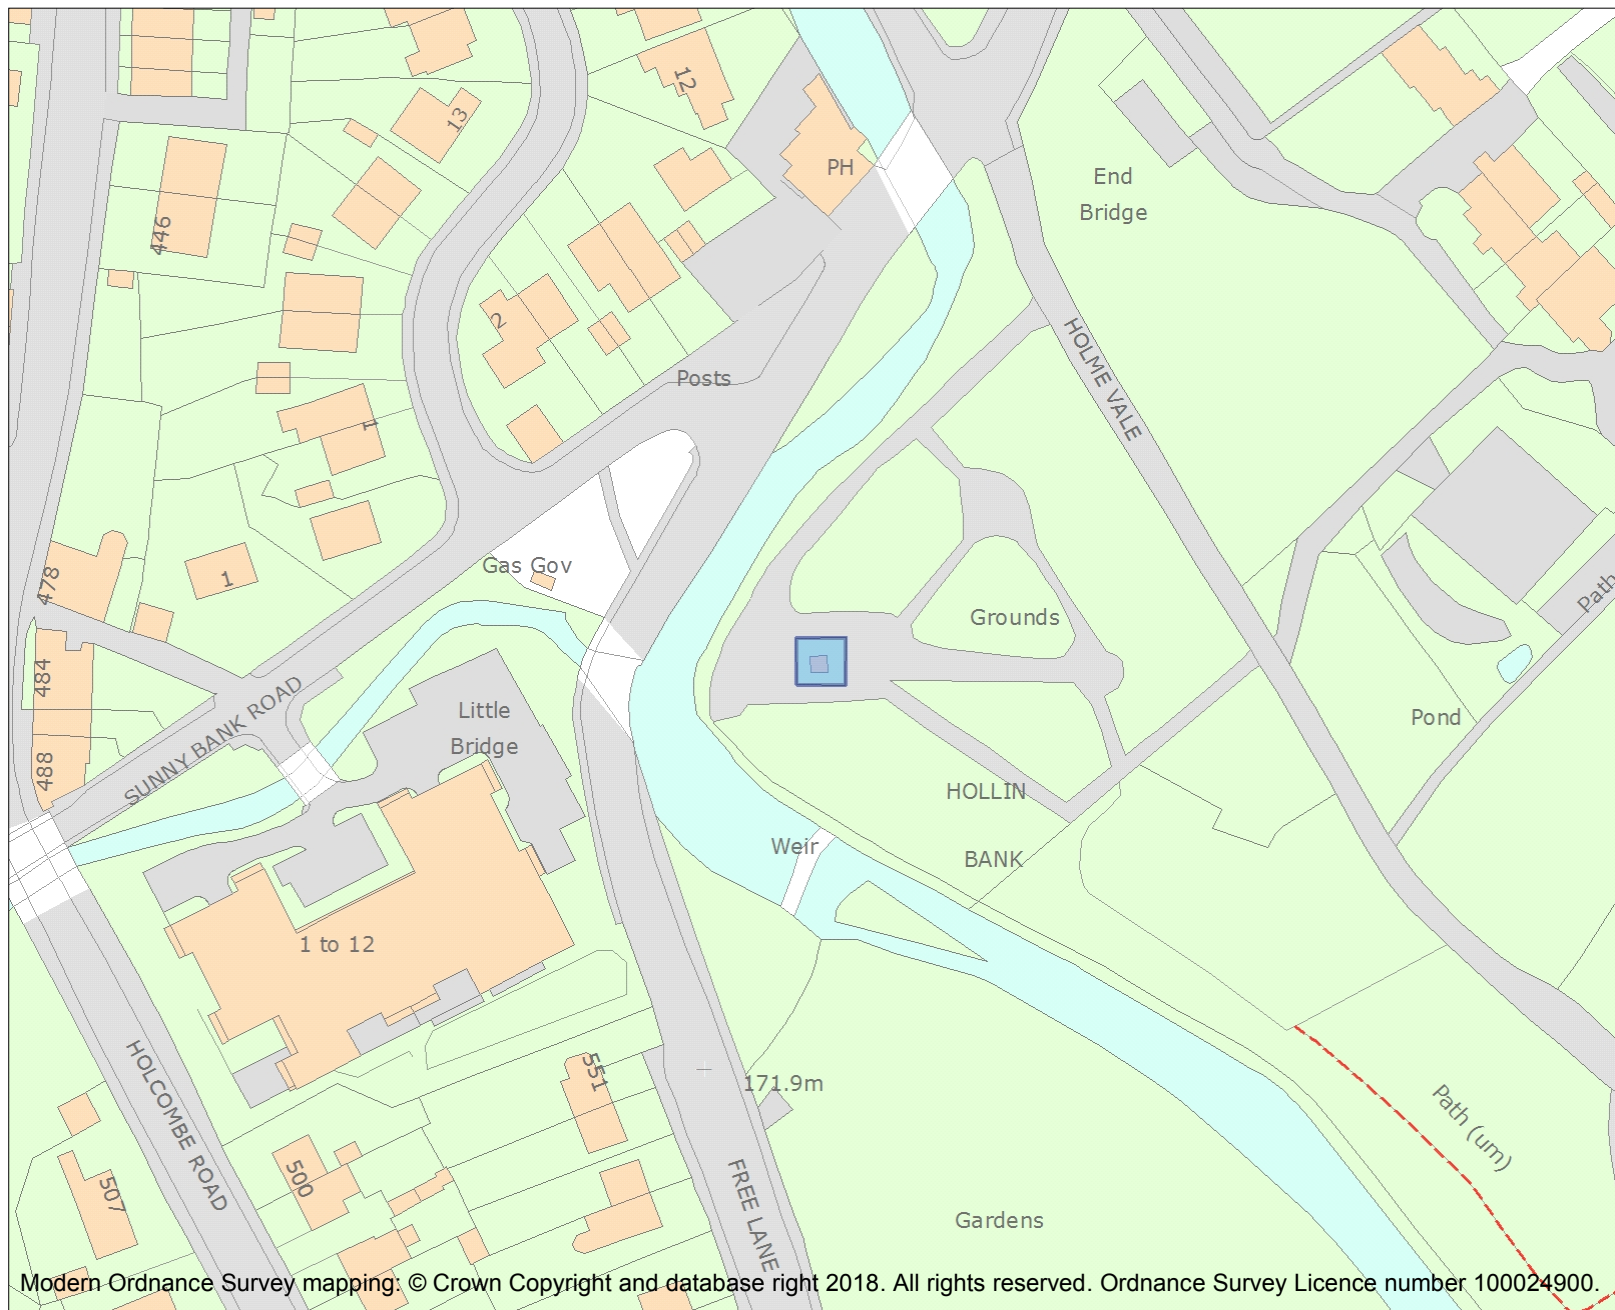 12
13
PH
End
Bridge
446
2
HOLME VALE
1
Posts
478
1
Gas Gov
Grounds
Path
484
SUNNY BANK ROAD
Little
Bridge
Pond
488
HOLLIN
Weir
BANK
1 to 12
HOLCOMBE ROAD
551
171.9m
Path (um)
500
507
FREE LANE
Gardens
Modern Ordnance Survey mapping: © Crown Copyright and database right 2018. All rights reserved. Ordnance Survey Licence number 100024900.